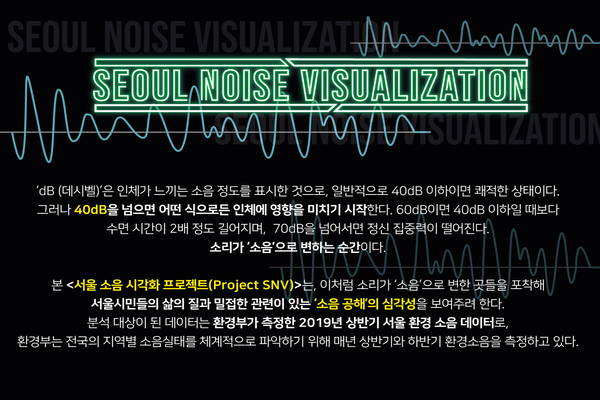 SEOUL NOISE VISUALIZATION
SEOUL NOISE VISUALIZATION
SEOUL NOISE VISUALIZATION
'dB (데시벨)'은 인체가 느끼는 소음 정도를 표시한 것으로, 일반적으로 40dB 이하이면 쾌적한 상태이다.
그러나 40dB을 넘으면 어떤 식으로든 인체에 영향을 미치기 시작한다. 60dB이면 40dB 이하일 때보다
수면 시간이 2배 정도 길어지며, 70dB을 넘어서면 정신 집중력이 떨어진다.
소리가 '소음'으로 변하는 순간이다.
본 <서울 소음 시각화 프로젝트(Project SNV)>는, 이처럼 소리가 '소음'으로 변한 곳들을 포착해
서울시민들의 삶의 질과 밀접한 관련이 있는 '소음 공해'의 심각성을 보여주려 한다.
분석 대상이 된 데이터는 환경부가 측정한 2019년 상반기 서울 환경 소음 데이터로,
환경부는 전국의 지역별 소음실태를 체계적으로 파악하기 위해 매년 상반기와 하반기 환경소음을 측정하고 있다.